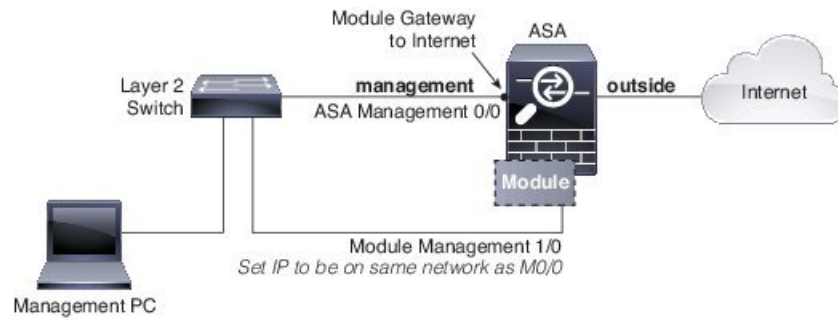 Module Gateway
to Internet
ASA
Layer 2
Switch
management
ASA Management 0/0
outside
Internet
Module
Module Management 1/0
Set IP to be on same network as M0/0
Management PC